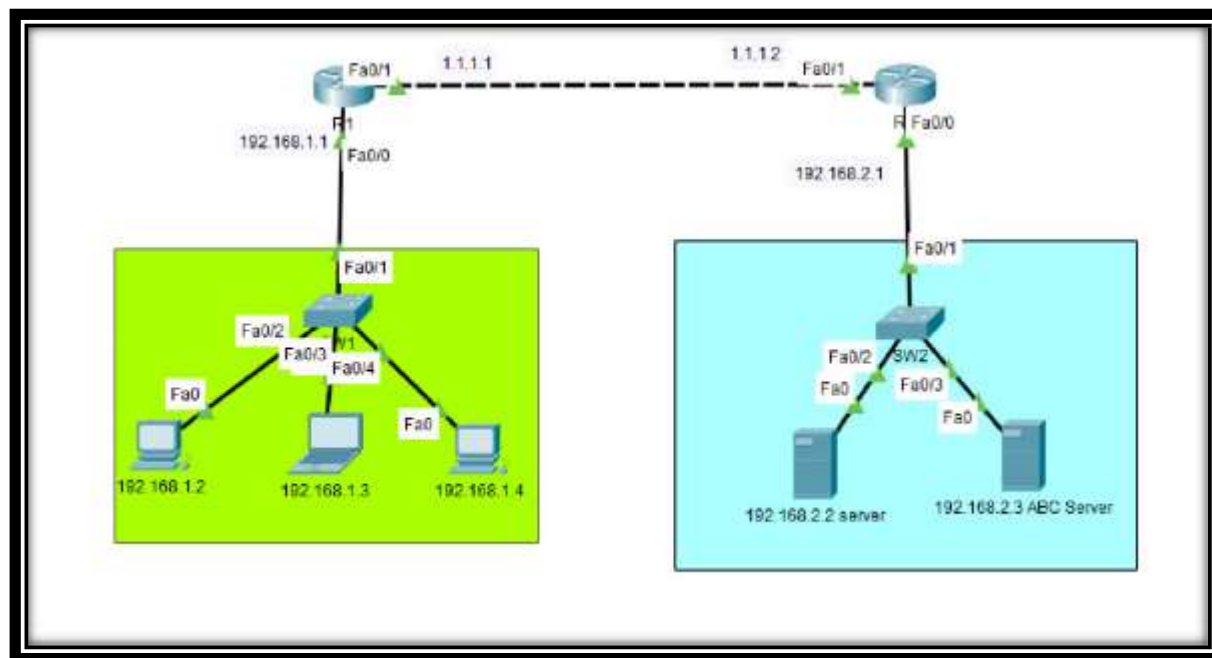 1.1.1.1
1.1.1.2
Fa0/1
Fa0/1
R1
R Fa0/0
192.168.1.1
Fa0/0
192.168.2.1
Fa0/1
Fa0/1
Fa0/2
Fa0/3
Fa0/4
Fa0/2
SW2
Fa0
Fa0/3
Fa0
Fa0
Fa0
192.168.1.2
192.168.1.3
192.168.1.4
192.168.2.2 server
192.168.2.3 ABC Server